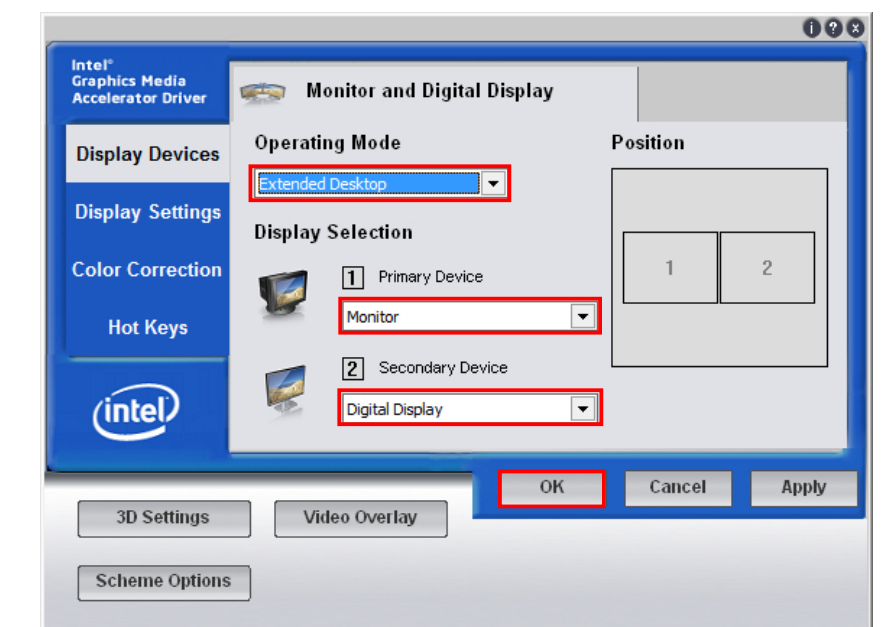 Intel®
Graphics Media
Accelerator Driver
Monitor and Digital Display
Display Devices
Display Settings
Color Correction
Hot Keys
intel
Operating Mode
Extended Desktop
Display Selection
1 Primary Device
Monitor
2 Secondary Device
Digital Display
Position
1 2
OK Cancel Apply
3D Settings Video Overlay
Scheme Options